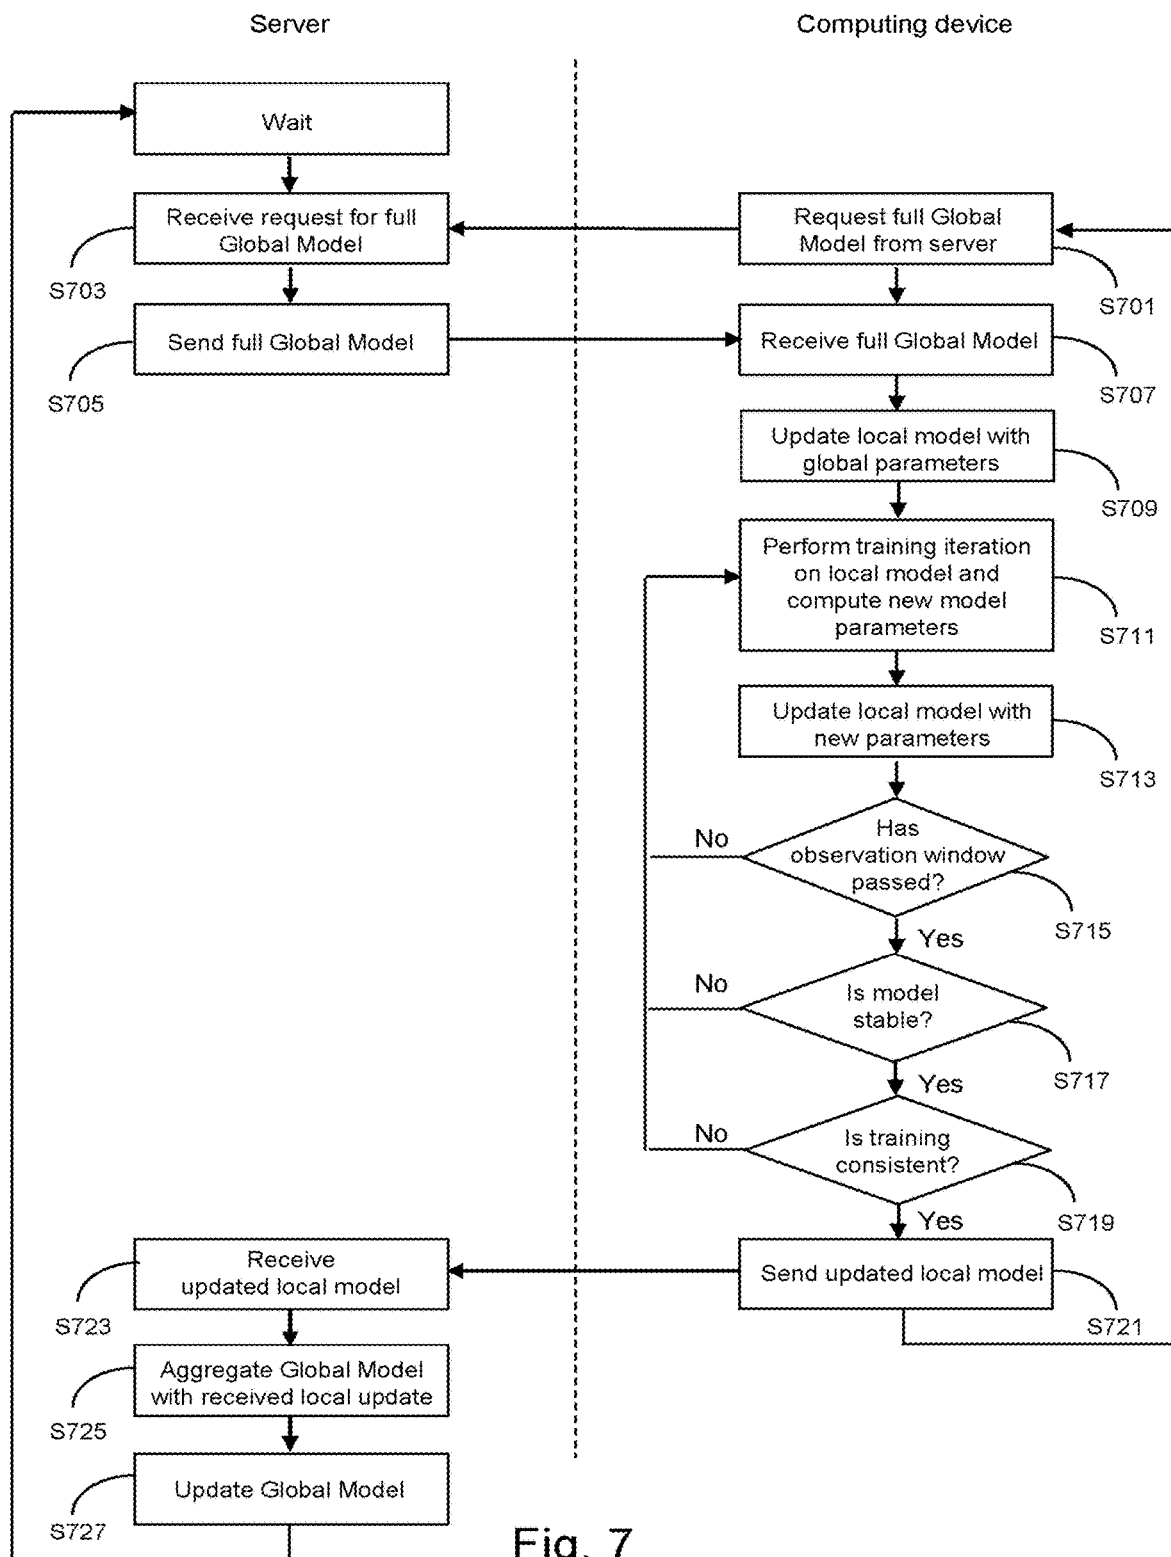 Server
Computing device
Wait
Receive request for full
Global Model
S703
Request full Global
Model from server
S701
Send full Global Model
S705
Receive full Global Model
S707
Update local model with
global parameters
S709
Perform training iteration
on local model and
compute new model
parameters
S711
Update local model with
new parameters
S713
Has
observation window
passed?
No
S715
Yes
Is model
stable?
No
S717
Yes
Is training
consistent?
No
S719
Yes
Send updated local model
S721
Receive
updated local model
S723
Aggregate Global Model
with received local update
S725
Update Global Model
S727
Fig. 7